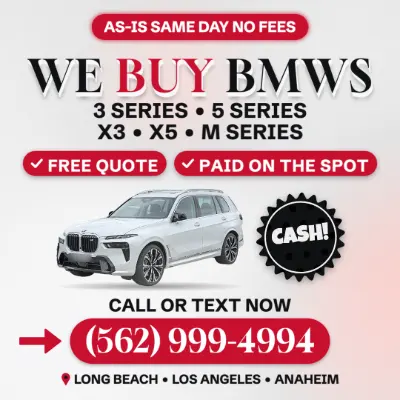 AS-IS SAME DAY NO FEES
WE BUY BMWS
3 SERIES • 5 SERIES
X3 • X5 • M SERIES
✓ FREE QUOTE ✓ PAID ON THE SPOT
CASH!
CALL OR TEXT NOW
(562) 999-4994
LONG BEACH • LOS ANGELES • ANAHEIM